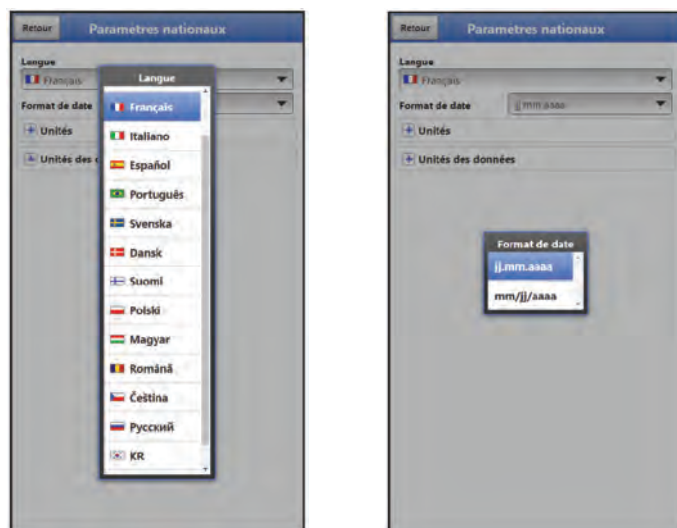 Retour
Paramètres nationaux
Langue
Français
Langue
Format de date
Français
Italiano
Unités
Español
Unités des d
Português
Svenska
Dansk
Suomi
Polski
Magyar
Română
Čeština
Русский
KR
Retour
Paramètres nationaux
Langue
Français
Format de date
jj.mm.aaaa
Unités
Unités des données
Format de date
jj.mm.aaaa
mm/jj/aaaa